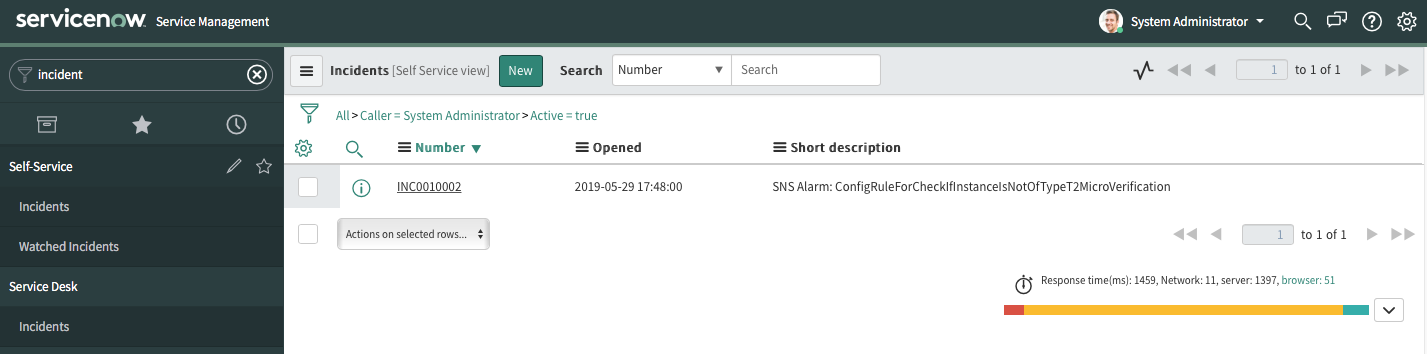 servicenow Service Management System Administrator
incident
Incidents [Self Service view] New Search Number Search 1 to 1 of 1
All > Caller = System Administrator > Active = true
Number Opened Short description
INC0010002 2019-05-29 17:48:00 SNS Alarm: ConfigRuleForCheckIfInstanceIsNotOfTypeT2MicroVerification
Actions on selected rows... 1 to 1 of 1
Response time(ms): 1459, Network: 11, server: 1397, browser: 51
Self-Service
Incidents
Watched Incidents
Service Desk
Incidents